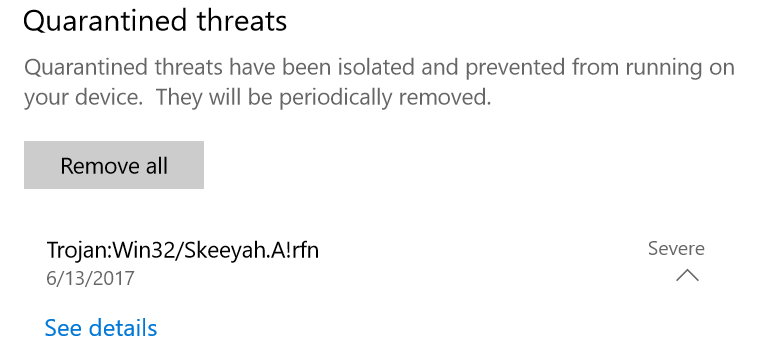 Quarantined threats
Quarantined threats have been isolated and prevented from running on
your device.  They will be periodically removed.
Remove all
Trojan:Win32/Skeeyah.A!rfn
Severe
6/13/2017
See details